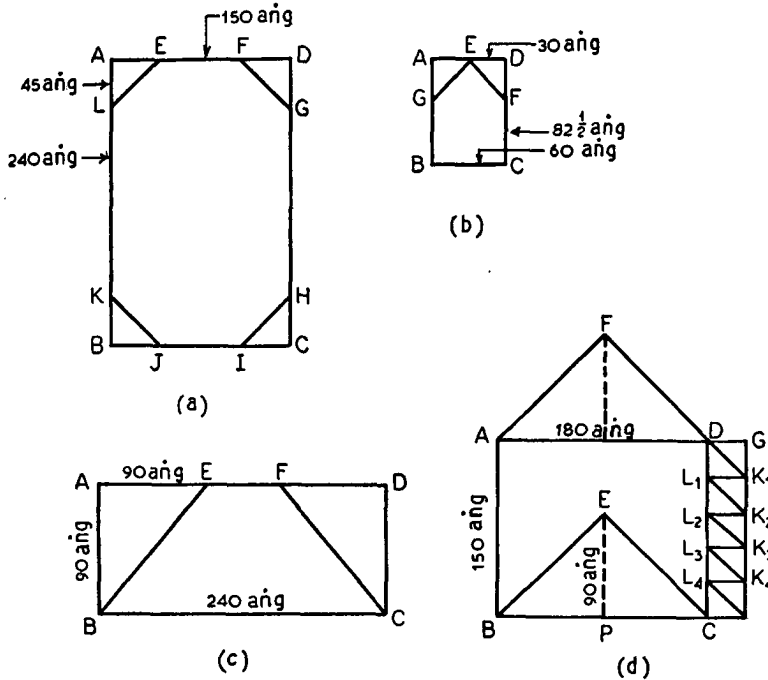 150 aṅg
A E F D
45 aṅg
L G
240 aṅg
K H
B J I C
(a)
30 aṅg
A E D
G F
82 1/2 aṅg
60 aṅg
B C
(b)
A 90 aṅg E F D
90 aṅg
240 aṅg
B C
(c)
F
A 180 aṅg D G
L1 K1
E L2 K2
150 aṅg
90 aṅg
L3 K3
L4 K4
B P C
(d)